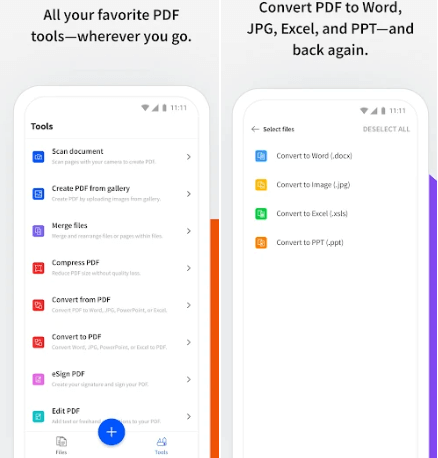 All your favorite PDF
tools—wherever you go.
11:11
Tools
Scan document
Scan pages with your camera to create PDF.
Create PDF from gallery
Create PDF by uploading images from gallery.
Merge files
Merge and rearrange files or pages within files.
Compress PDF
Reduce PDF size without quality loss.
Convert from PDF
Convert PDF to Word, JPG, PowerPoint, or Excel.
Convert to PDF
Convert Word, JPG, PowerPoint, or Excel to PDF.
eSign PDF
Create your signature and sign your PDF.
Edit PDF
Add text or freehand to your PDF.
Files
Tools
Convert PDF to Word,
JPG, Excel, and PPT—and
back again.
11:11
Select files DESELECT ALL
Convert to Word (.docx)
Convert to Image (.jpg)
Convert to Excel (.xsls)
Convert to PPT (.ppt)